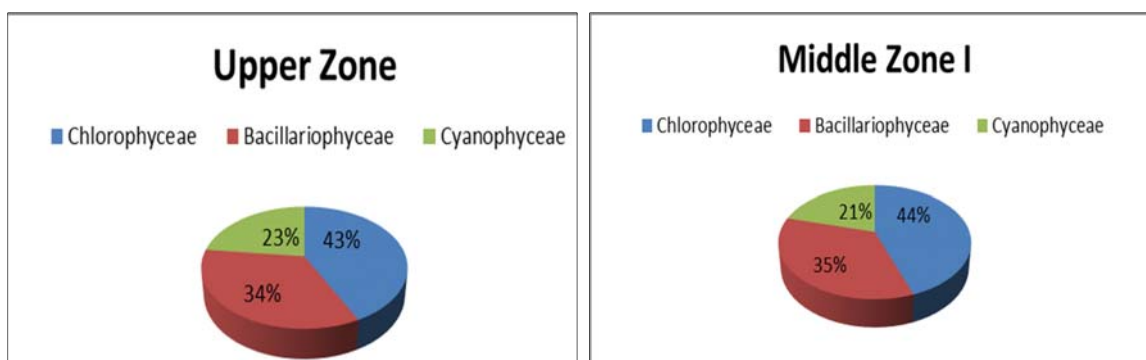 Upper Zone
Chlorophyceae Bacillariophyceae Cyanophyceae
23% 43%
34%
Middle Zone I
Chlorophyceae Bacillariophyceae Cyanophyceae
21% 44%
35%